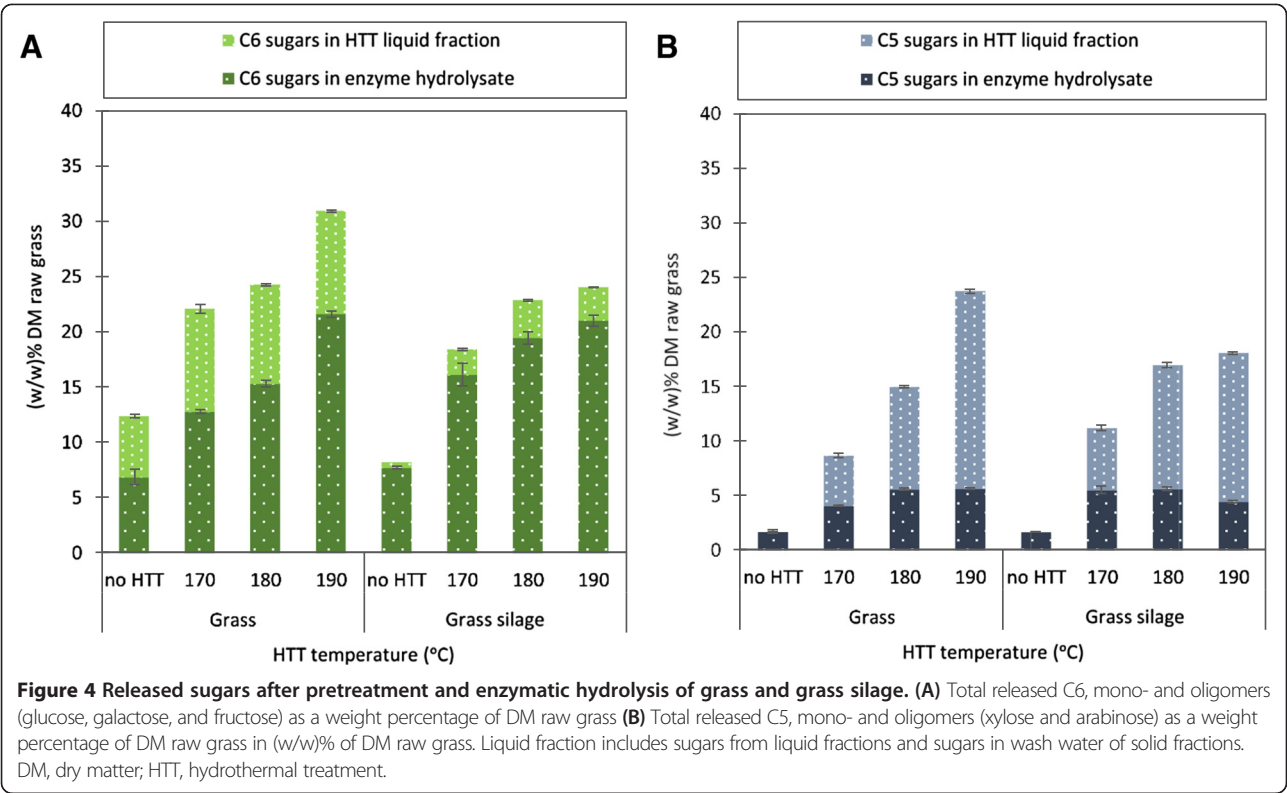 A
C6 sugars in HTT liquid fraction
C6 sugars in enzyme hydrolysate
40
35
30
25
20
15
10
5
0
(w/w)% DM raw grass
no HTT 170 180 190 no HTT 170 180 190
Grass Grass silage
HTT temperature (°C)
B
C5 sugars in HTT liquid fraction
C5 sugars in enzyme hydrolysate
40
35
30
25
20
15
10
5
0
(w/w)% DM raw grass
no HTT 170 180 190 no HTT 170 180 190
Grass Grass silage
HTT temperature (°C)
Figure 4 Released sugars after pretreatment and enzymatic hydrolysis of grass and grass silage. (A) Total released C6, mono- and oligomers
(glucose, galactose, and fructose) as a weight percentage of DM raw grass (B) Total released C5, mono- and oligomers (xylose and arabinose) as a weight
percentage of DM raw grass in (w/w)% of DM raw grass. Liquid fraction includes sugars from liquid fractions and sugars in wash water of solid fractions.
DM, dry matter; HTT, hydrothermal treatment.